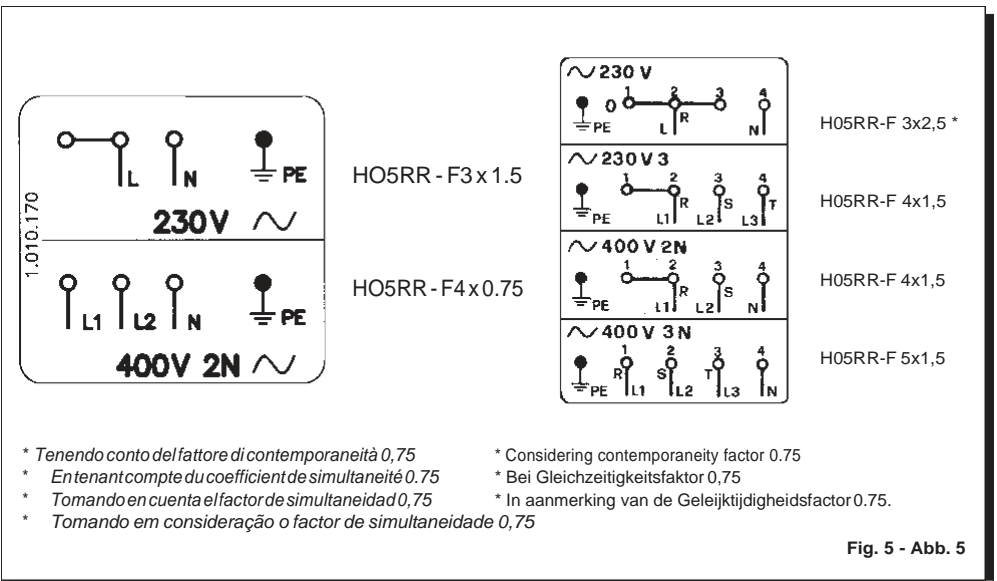 L N PE
230V
HO5RR - F3 x 1.5
1.010.170
L1 L2 N PE
400V 2N
HO5RR - F4 x 0.75
230 V
1 2 3 4
0 R
PE L N
H05RR-F 3x2,5 *
230 V 3
1 2 3 4
R S T
PE L1 L2 L3
H05RR-F 4x1,5
400 V 2N
1 2 3 4
R S
PE L1 L2 N
H05RR-F 4x1,5
400 V 3N
1 2 3 4
R S T
PE L1 L2 L3 N
H05RR-F 5x1,5
* Tenendo conto del fattore di contemporaneità 0,75
* En tenant compte du coefficient de simultaneité 0.75
* Tomando en cuenta el factor de simultaneidad 0,75
* Tomando em consideração o factor de simultaneidade 0,75
* Considering contemporaneity factor 0.75
* Bei Gleichzeitigkeitsfaktor 0,75
* In aanmerking van de Geleijktijdigheidsfactor 0.75.
Fig. 5 - Abb. 5